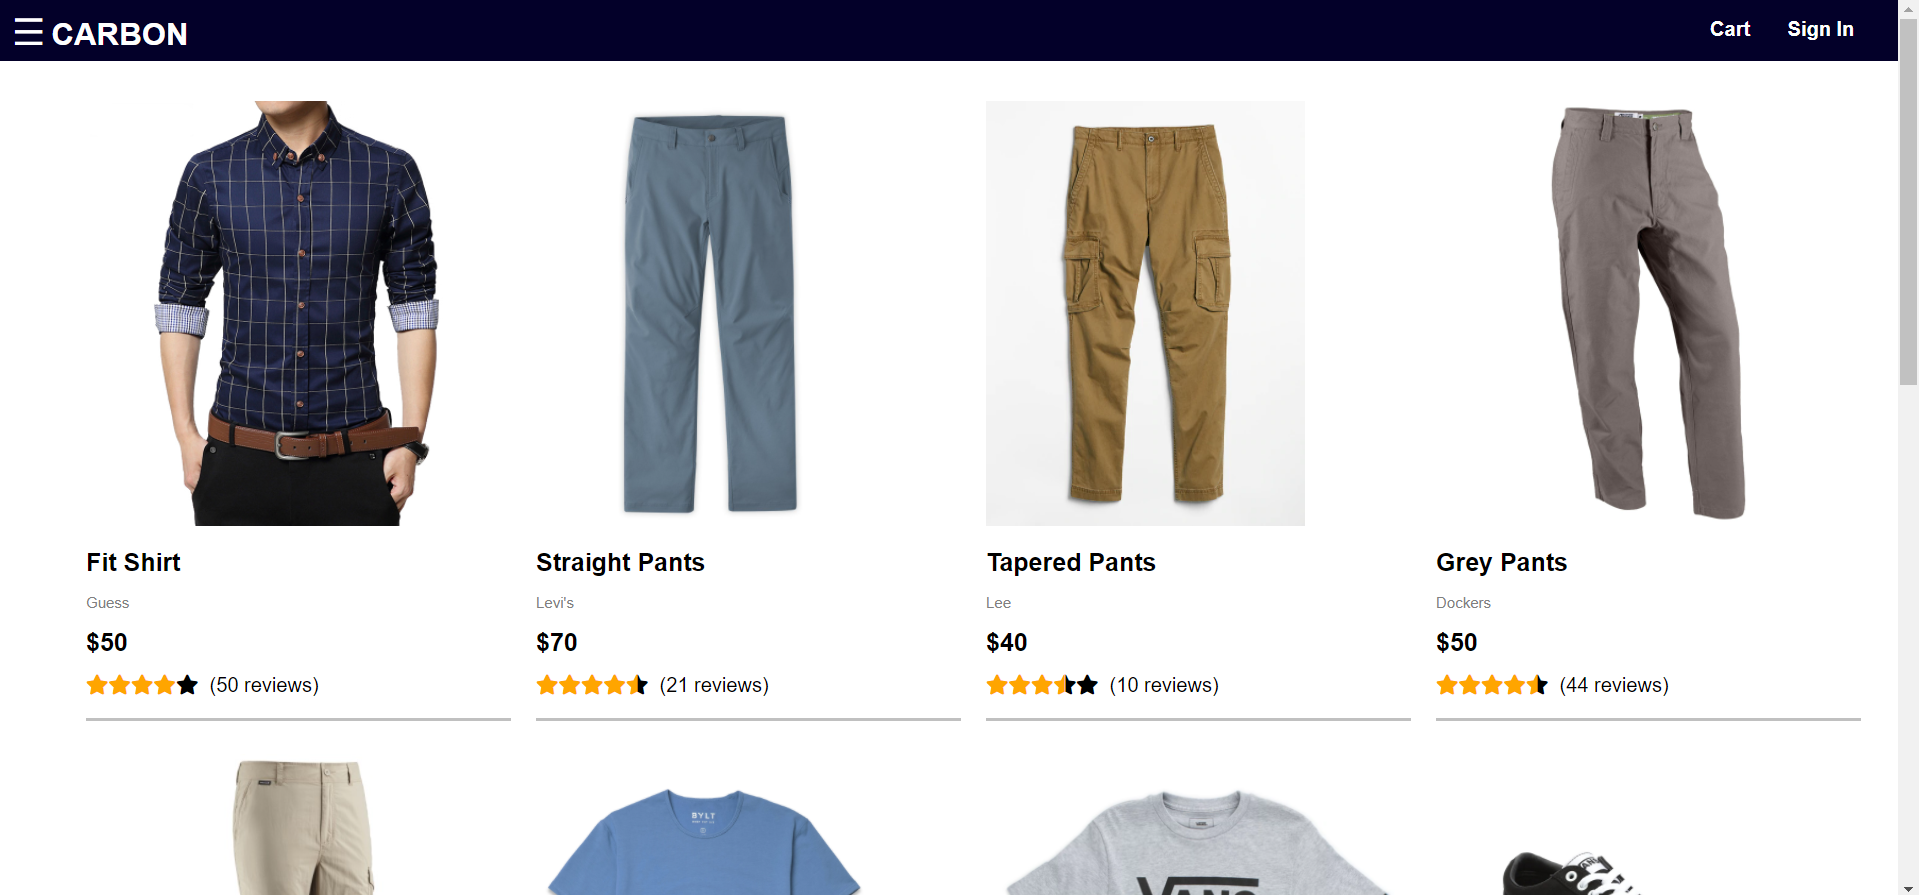 ☰ CARBON
Cart
Sign In
Fit Shirt
Guess
$50
(50 reviews)
Straight Pants
Levi's
$70
(21 reviews)
Tapered Pants
Lee
$40
(10 reviews)
Grey Pants
Dockers
$50
(44 reviews)
BYLT
VANS